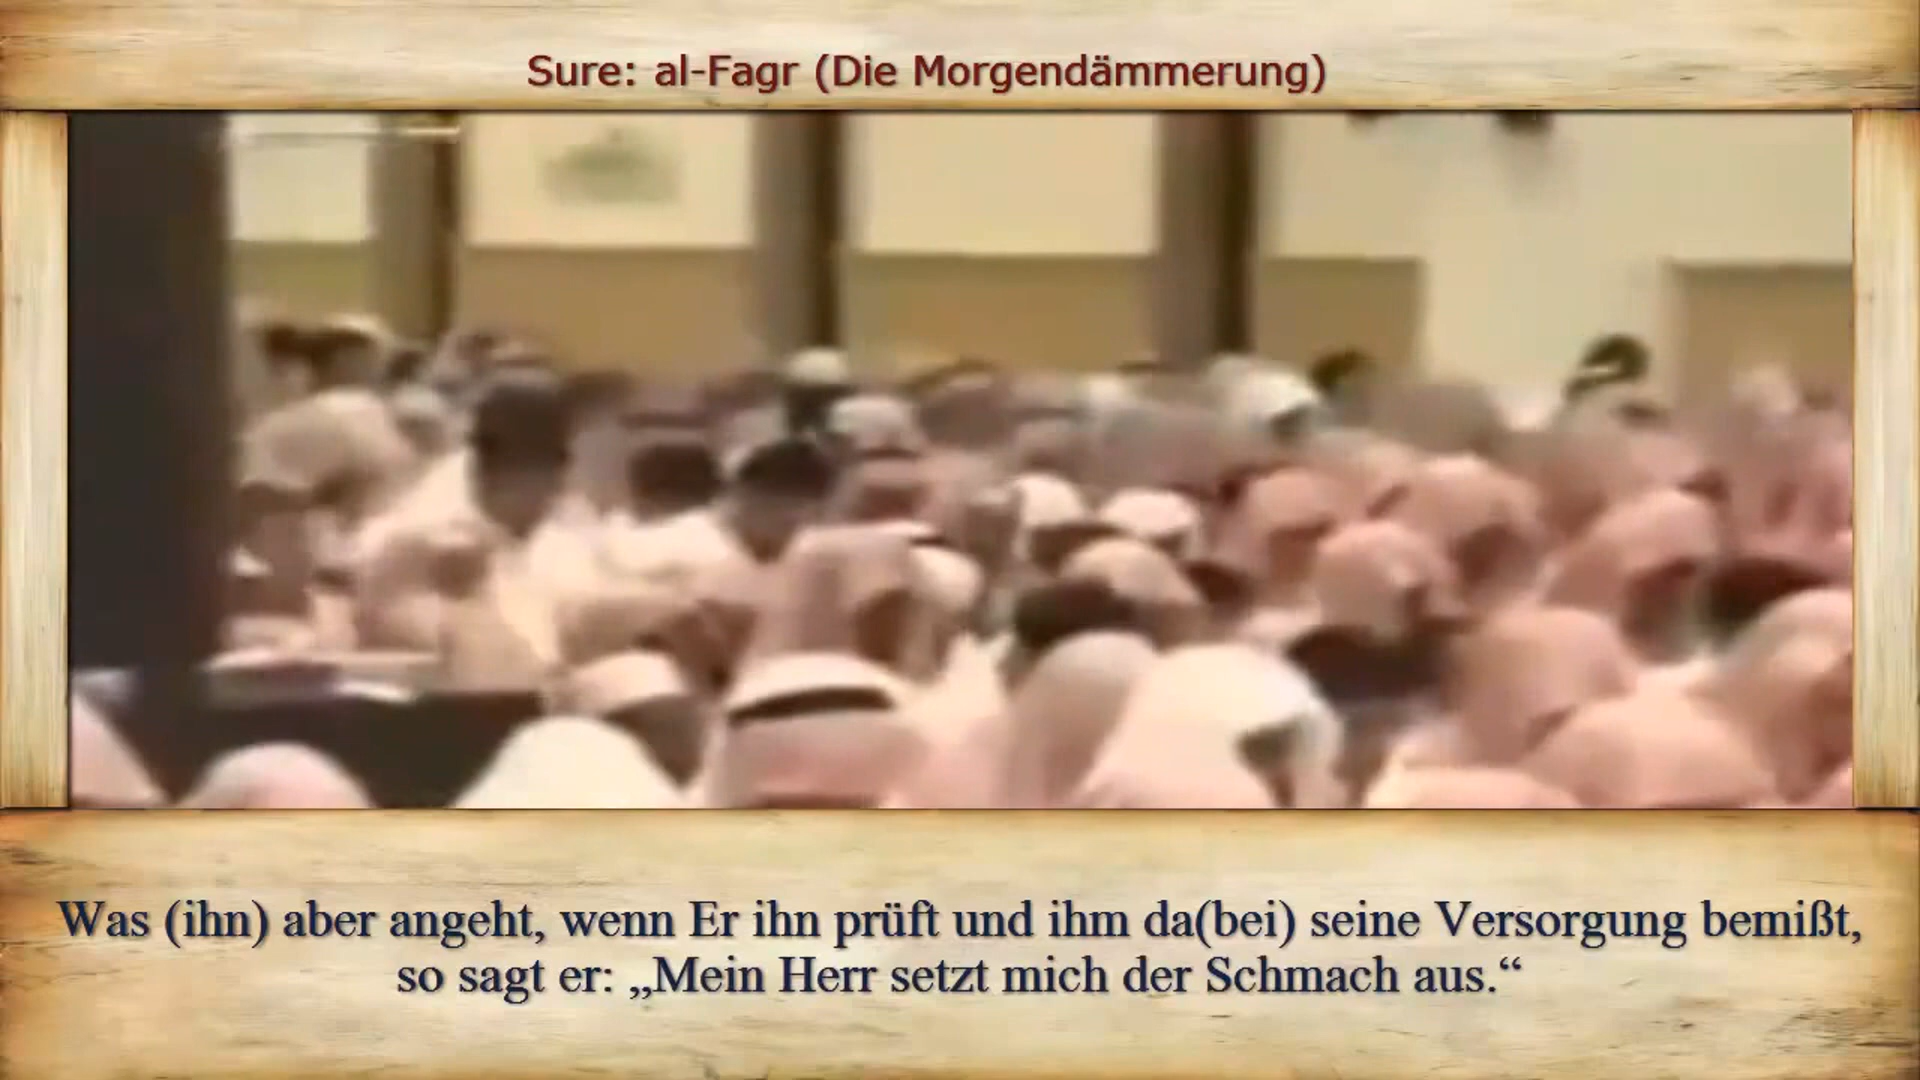 Sure: al-Fagr (Die Morgendämmerung)
Was (ihn) aber angeht, wenn Er ihn prüft und ihm da(bei) seine Versorgung bemißt,
so sagt er: „Mein Herr setzt mich der Schmach aus.“